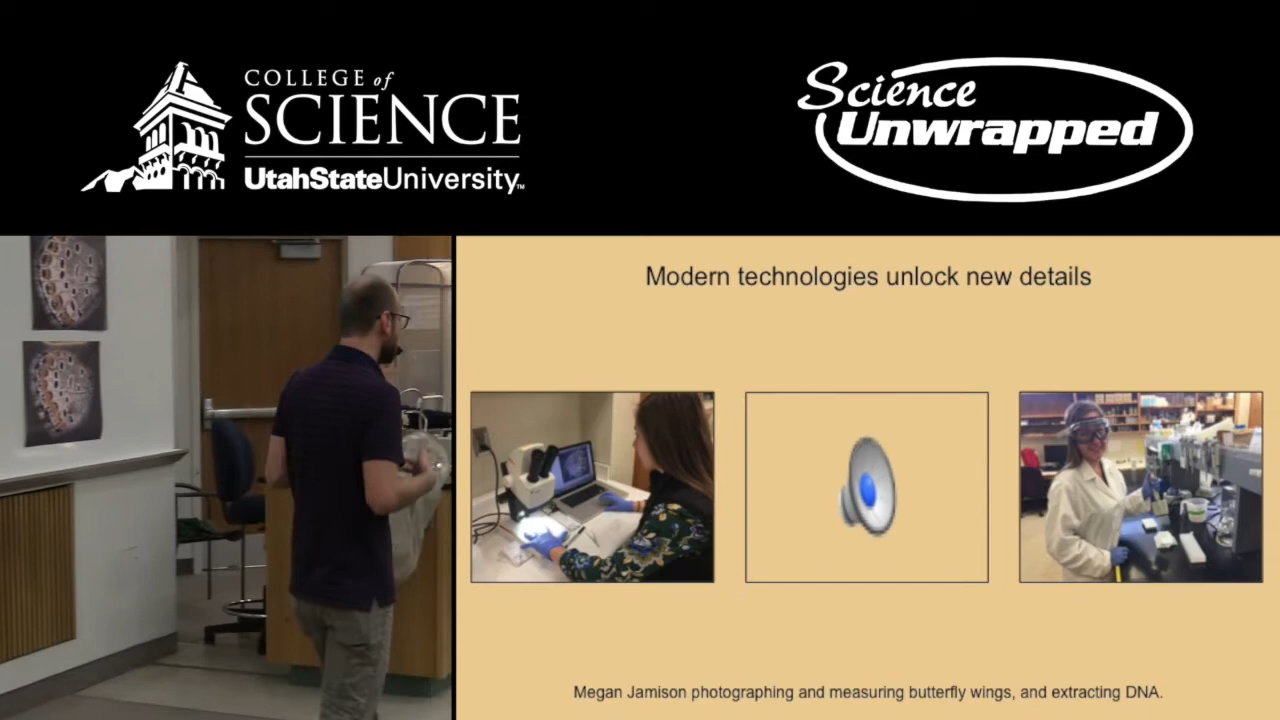 COLLEGE of
SCIENCE
UtahStateUniversity™
Science
Unwrapped
Modern technologies unlock new details
Megan Jamison photographing and measuring butterfly wings, and extracting DNA.